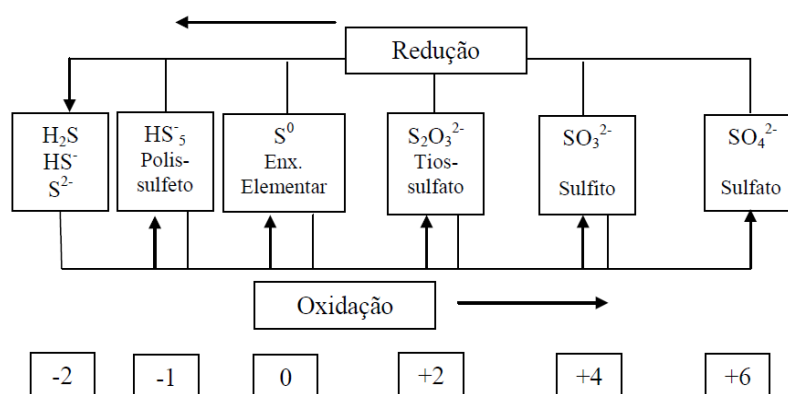 Redução
H₂S
HS⁻
S²⁻
HS⁻₅
Polis-
sulfeto
S⁰
Enx.
Elementar
S₂O₃²⁻
Tios-
sulfato
SO₃²⁻
Sulfito
SO₄²⁻
Sulfato
Oxidação
-2
-1
0
+2
+4
+6